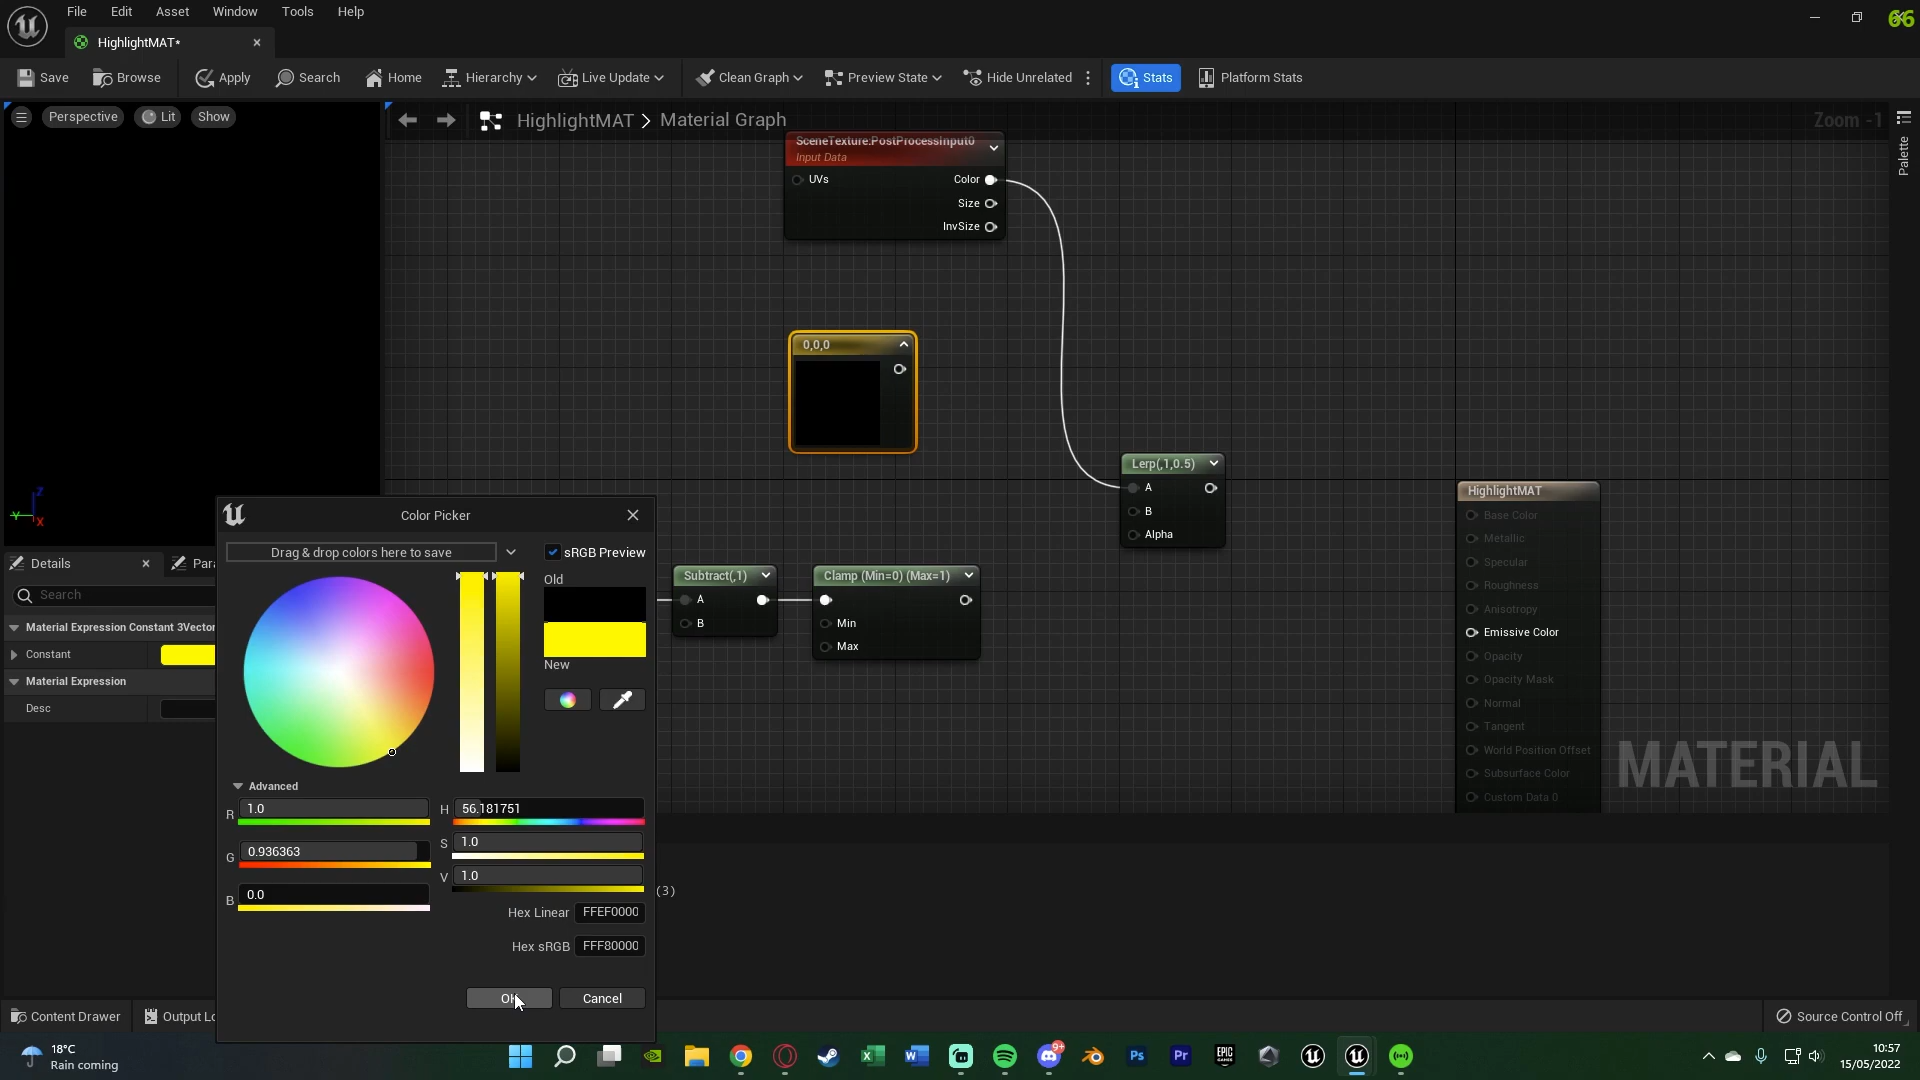 File Edit Asset Window Tools Help
66
HighlightMAT*
Save Browse Apply Search Home Hierarchy Live Update Clean Graph Preview State Hide Unrelated Stats Platform Stats
Perspective Lit Show
HighlightMAT > Material Graph
Zoom -1
Palette
SceneTexture:PostProcessInput0
Input Data
UVs Color
Size
InvSize
0,0,0
Lerp(,1,0.5)
A
B
Alpha
HighlightMAT
Base Color
Metallic
Specular
Roughness
Anisotropy
Emissive Color
Opacity
Opacity Mask
Normal
Tangent
World Position Offset
Subsurface Color
Custom Data 0
MATERIAL
Subtract(,1)
A
B
Clamp (Min=0) (Max=1)
Min
Max
Details
Search
Material Expression Constant 3Vector
Constant
Material Expression
Desc
Color Picker
Drag & drop colors here to save
sRGB Preview
Old
New
Advanced
R 1.0
G 0.936363
B 0.0
H 56.181751
S 1.0
V 1.0
Hex Linear FFEF0000
Hex sRGB FFF80000
OK Cancel
(3)
Content Drawer
Source Control Off
18°C
Rain coming
9+
Ps
Pr
EPIC
GAMES
10:57
15/05/2022